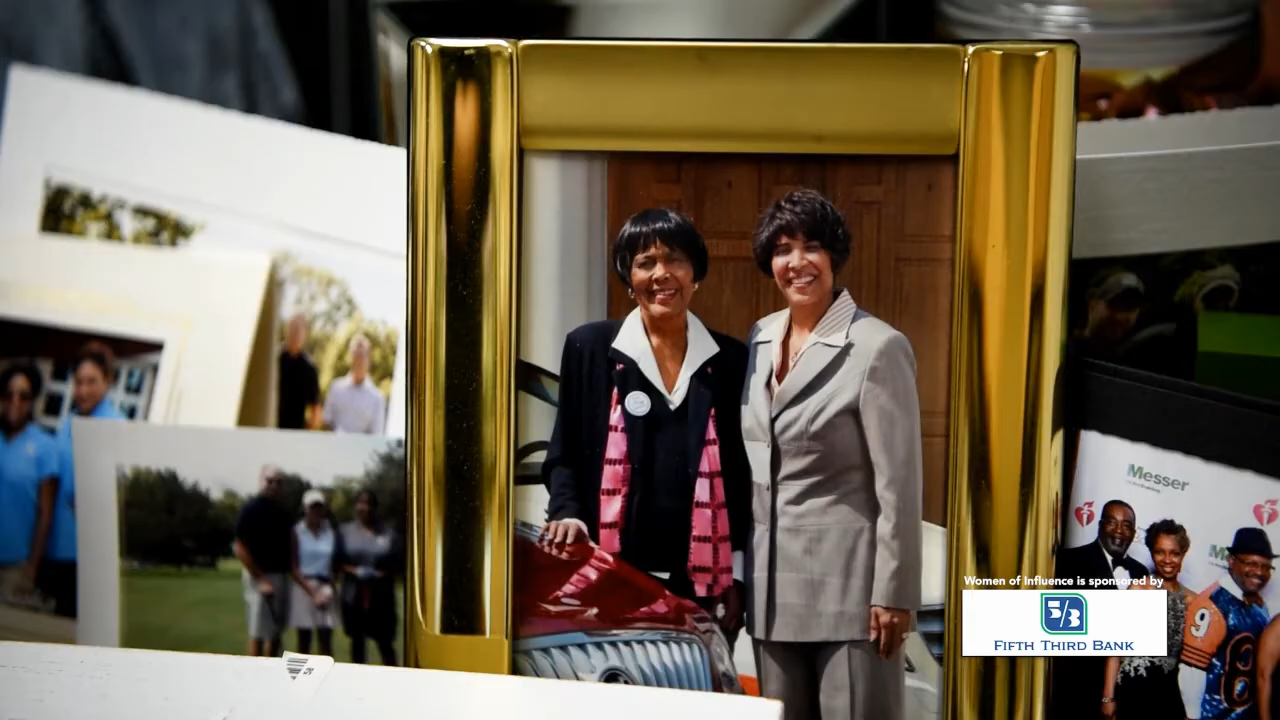 Messer
Women of Influence is sponsored by
5/3
FIFTH THIRD BANK
9